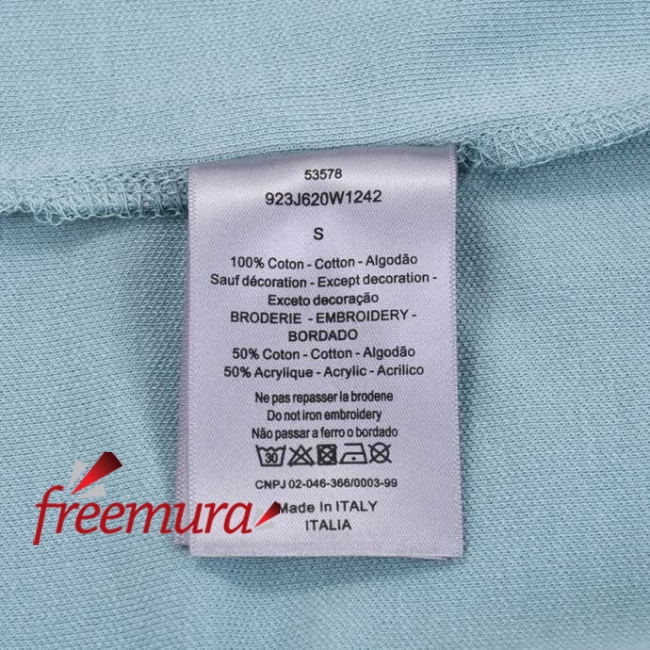 53578
923J620W1242
S
100% Coton - Cotton - Algodão
Sauf décoration - Except decoration -
Exceto decoração
BRODERIE - EMBROIDERY -
BORDADO
50% Coton - Cotton - Algodão
50% Acrylique - Acrylic - Acrilico
Ne pas repasser la brodene
Do not iron embroidery
Não passar a ferro o bordado
30
CNPJ 02-046-366/0003-99
Made in ITALY
ITALIA
freemura